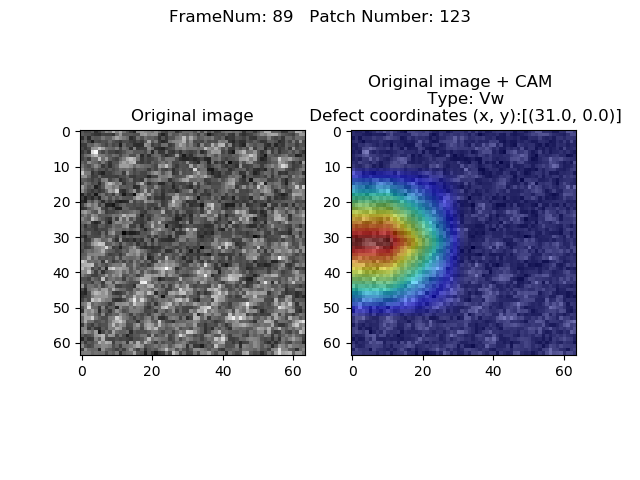 FrameNum: 89   Patch Number: 123
Original image
Original image + CAM
Type: Vw
Defect coordinates (x, y):[(31.0, 0.0)]
0
10
20
30
40
50
60
0 20 40 60
0
10
20
30
40
50
60
0 20 40 60